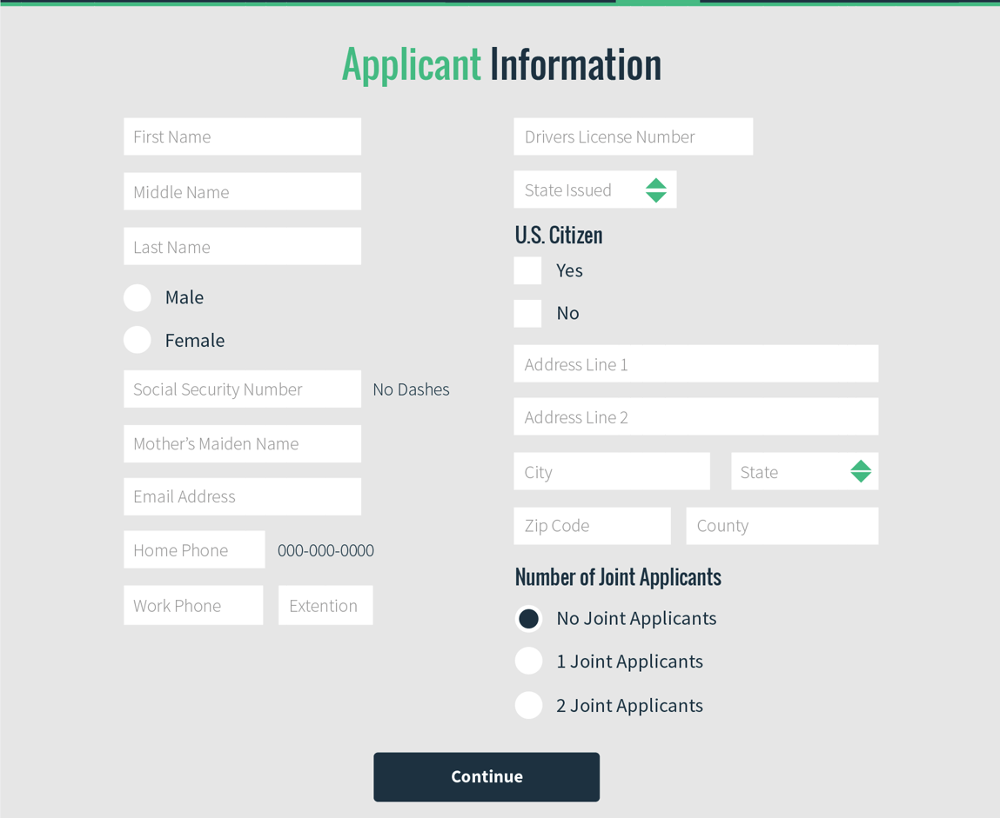 Applicant Information
First Name
Middle Name
Last Name
Male
Female
Social Security Number No Dashes
Mother’s Maiden Name
Email Address
Home Phone 000-000-0000
Work Phone Extention
Drivers License Number
State Issued
U.S. Citizen
Yes
No
Address Line 1
Address Line 2
City State
Zip Code County
Number of Joint Applicants
No Joint Applicants
1 Joint Applicants
2 Joint Applicants
Continue